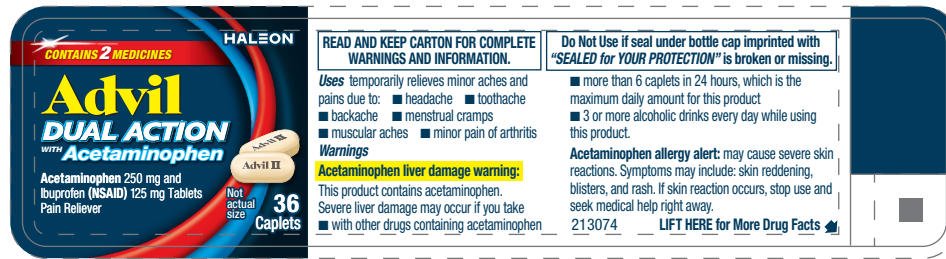 HALEON
CONTAINS 2 MEDICINES
Advil
DUAL ACTION
WITH Acetaminophen
Advil II
Advil II
Acetaminophen 250 mg and
Ibuprofen (NSAID) 125 mg Tablets
Pain Reliever
Not
actual
size
36
Caplets
READ AND KEEP CARTON FOR COMPLETE
WARNINGS AND INFORMATION.
Uses temporarily relieves minor aches and
pains due to: ■ headache ■ toothache
■ backache ■ menstrual cramps
■ muscular aches ■ minor pain of arthritis
Warnings
Acetaminophen liver damage warning:
This product contains acetaminophen.
Severe liver damage may occur if you take
■ with other drugs containing acetaminophen
Do Not Use if seal under bottle cap imprinted with
“SEALED for YOUR PROTECTION” is broken or missing.
■ more than 6 caplets in 24 hours, which is the
maximum daily amount for this product
■ 3 or more alcoholic drinks every day while using
this product.
Acetaminophen allergy alert: may cause severe skin
reactions. Symptoms may include: skin reddening,
blisters, and rash. If skin reaction occurs, stop use and
seek medical help right away.
213074 LIFT HERE for More Drug Facts